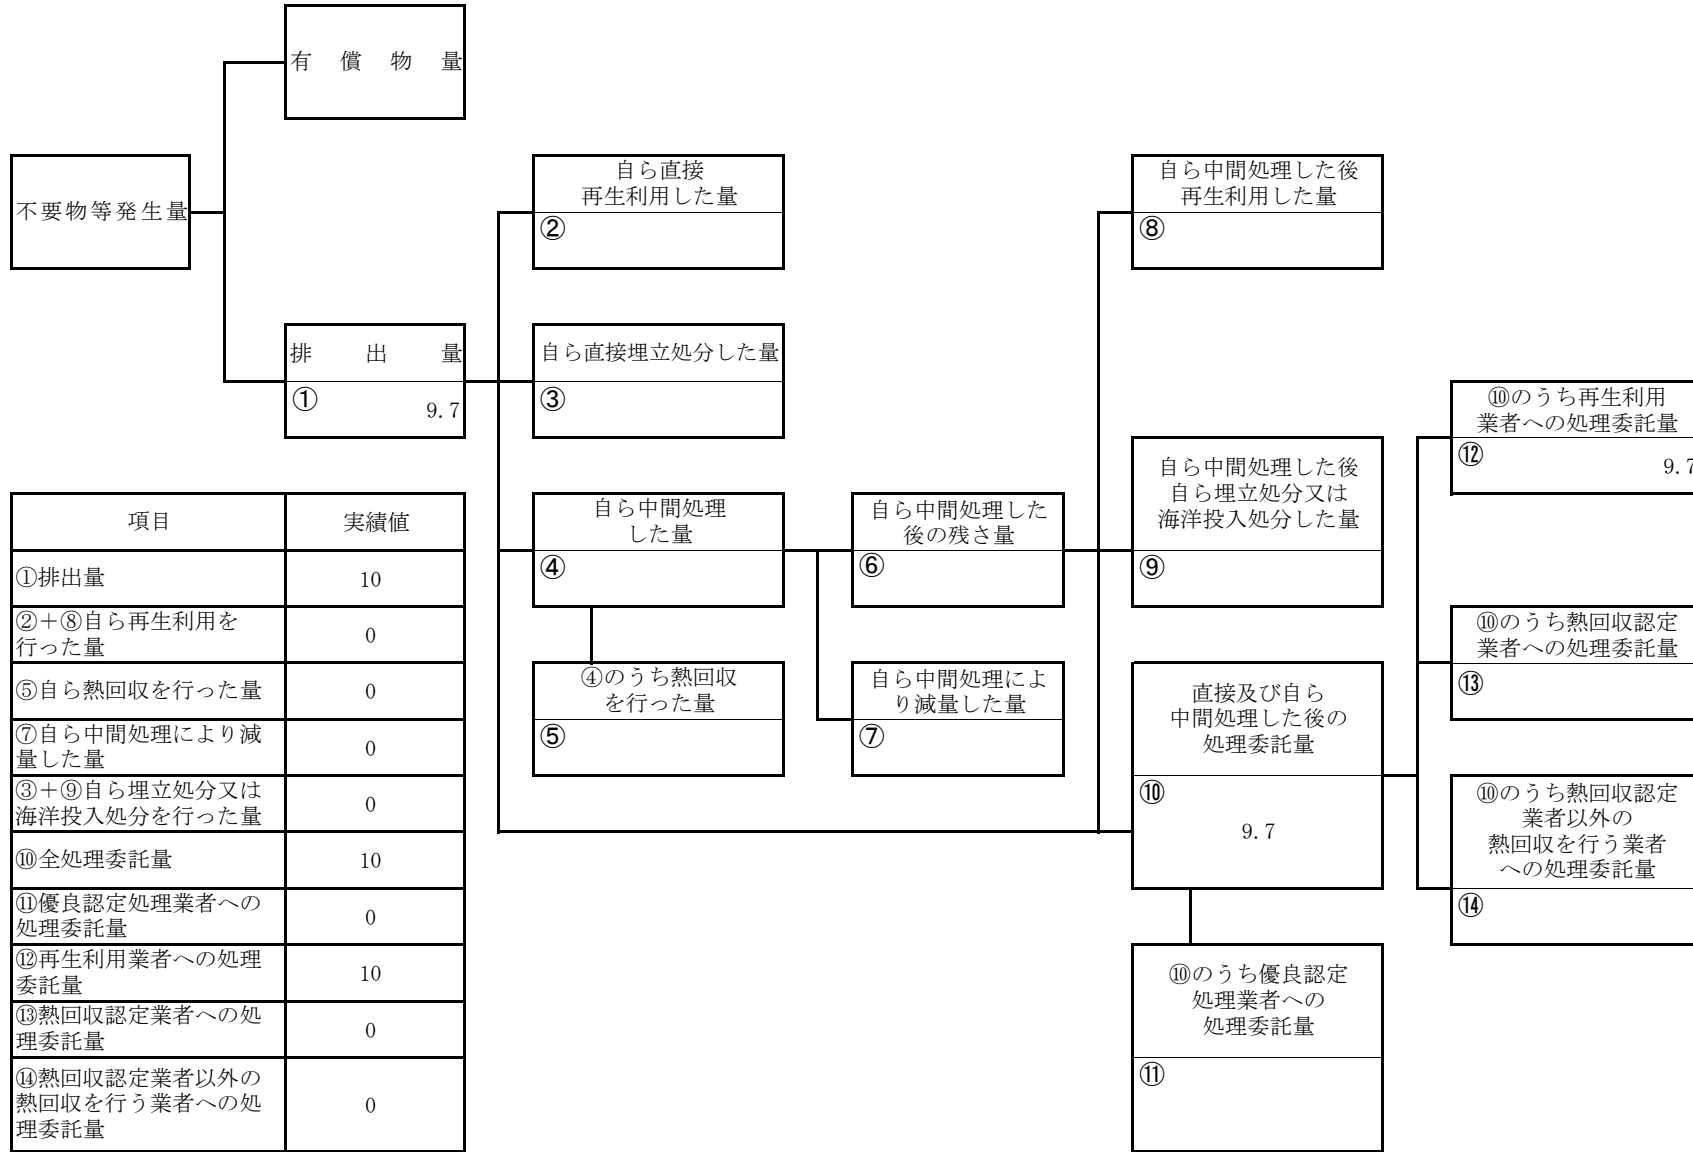 有償物量
不要物等発生量
自ら直接
再生利用した量
②
自ら中間処理した後
再生利用した量
⑧
排出量
①
9.7
自ら直接埋立処分した量
③
⑩のうち再生利用
業者への処理委託量
⑫
9.7
自ら中間処理した後
自ら埋立処分又は
海洋投入処分した量
⑨
自ら中間処理
した量
④
自ら中間処理した
後の残さ量
⑥
⑩のうち熱回収認定
業者への処理委託量
⑬
④のうち熱回収
を行った量
⑤
自ら中間処理によ
り減量した量
⑦
直接及び自ら
中間処理した後の
処理委託量
⑩
9.7
⑩のうち熱回収認定
業者以外の
熱回収を行う業者
への処理委託量
⑭
⑩のうち優良認定
処理業者への
処理委託量
⑪
項目 実績値
①排出量 10
②+⑧自ら再生利用を
行った量 0
⑤自ら熱回収を行った量 0
⑦自ら中間処理により減
量した量 0
③+⑨自ら埋立処分又は
海洋投入処分を行った量 0
⑩全処理委託量 10
⑪優良認定処理業者への
処理委託量 0
⑫再生利用業者への処理
委託量 10
⑬熱回収認定業者への処
理委託量 0
⑭熱回収認定業者以外の
熱回収を行う業者への処
理委託量 0